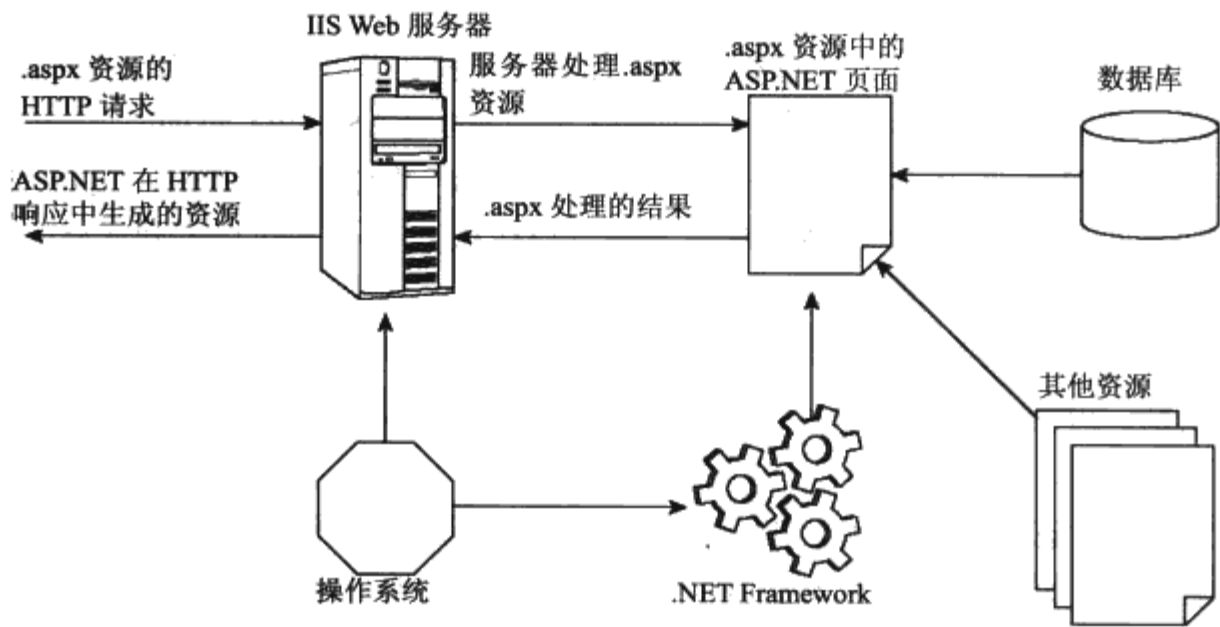 IIS Web 服务器
.aspx 资源的
HTTP 请求
服务器处理.aspx
资源
.aspx 资源中的
ASP.NET 页面
数据库
ASP.NET 在 HTTP
响应中生成的资源
.aspx 处理的结果
其他资源
操作系统
.NET Framework